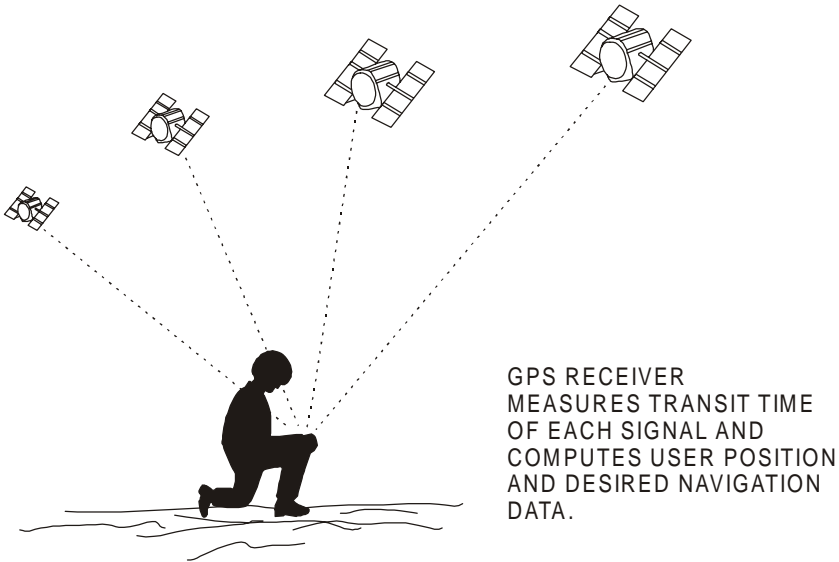 GPS RECEIVER
MEASURES TRANSIT TIME
OF EACH SIGNAL AND
COMPUTES USER POSITION
AND DESIRED NAVIGATION
DATA.